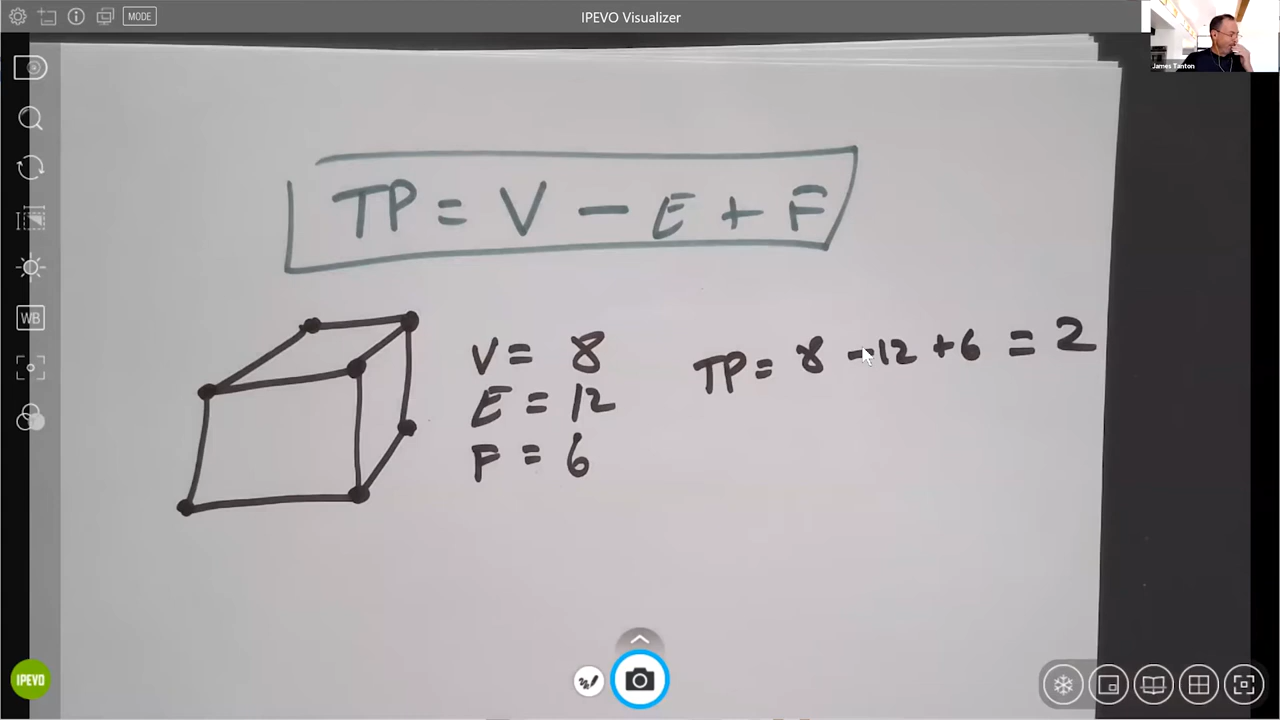 MODE
IPEVO Visualizer
James Tanton
TP = V - E + F
V = 8
E = 12
F = 6
TP = 8 - 12 + 6 = 2
WB
IPEVO